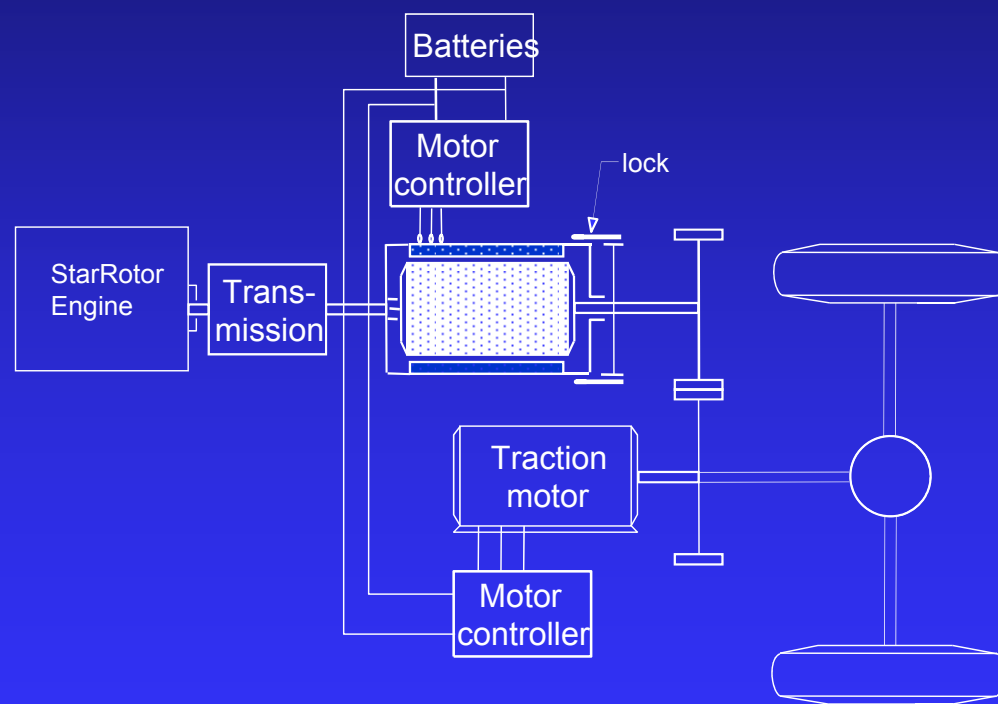 Batteries
Motor
controller
lock
StarRotor
Engine
Trans-
mission
Traction
motor
Motor
controller